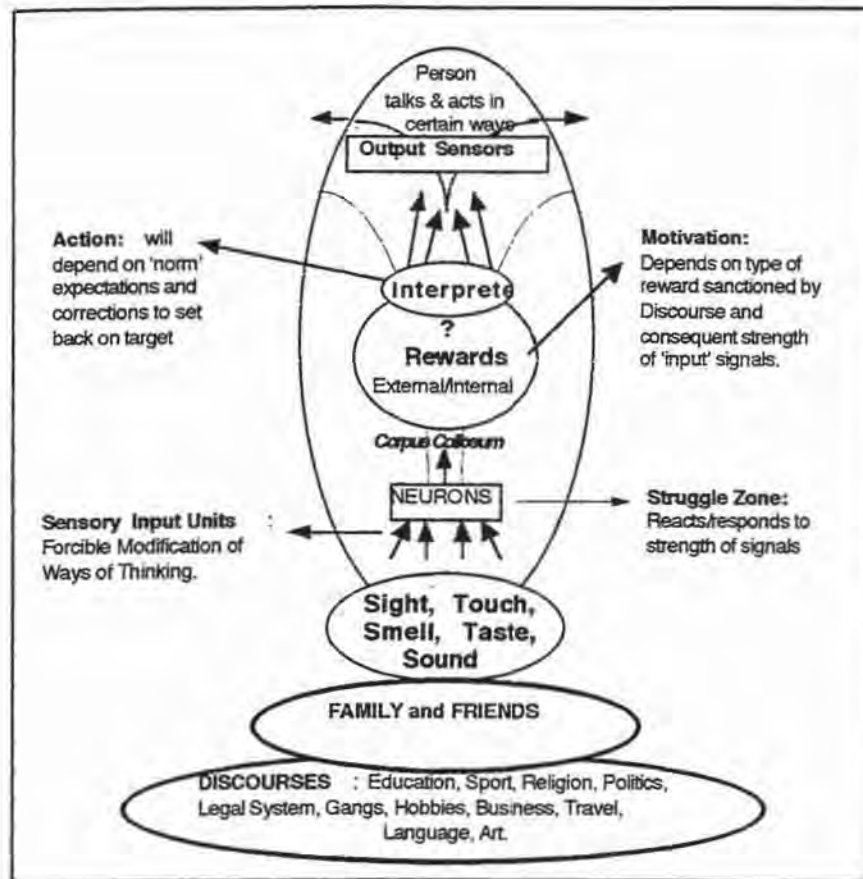 Person
talks & acts in
certain ways
Output Sensors
Action: will
depend on 'norm'
expectations and
corrections to set
back on target
Motivation:
Depends on type of
reward sanctioned by
Discourse and
consequent strength
of 'input' signals.
Interprete
?
Rewards
External/Internal
Corpus Colloseum
NEURONS
Struggle Zone:
Reacts/responds to
strength of signals
Sensory Input Units :
Forcible Modification of
Ways of Thinking.
Sight, Touch,
Smell, Taste,
Sound
FAMILY and FRIENDS
DISCOURSES : Education, Sport, Religion, Politics,
Legal System, Gangs, Hobbies, Business, Travel,
Language, Art.